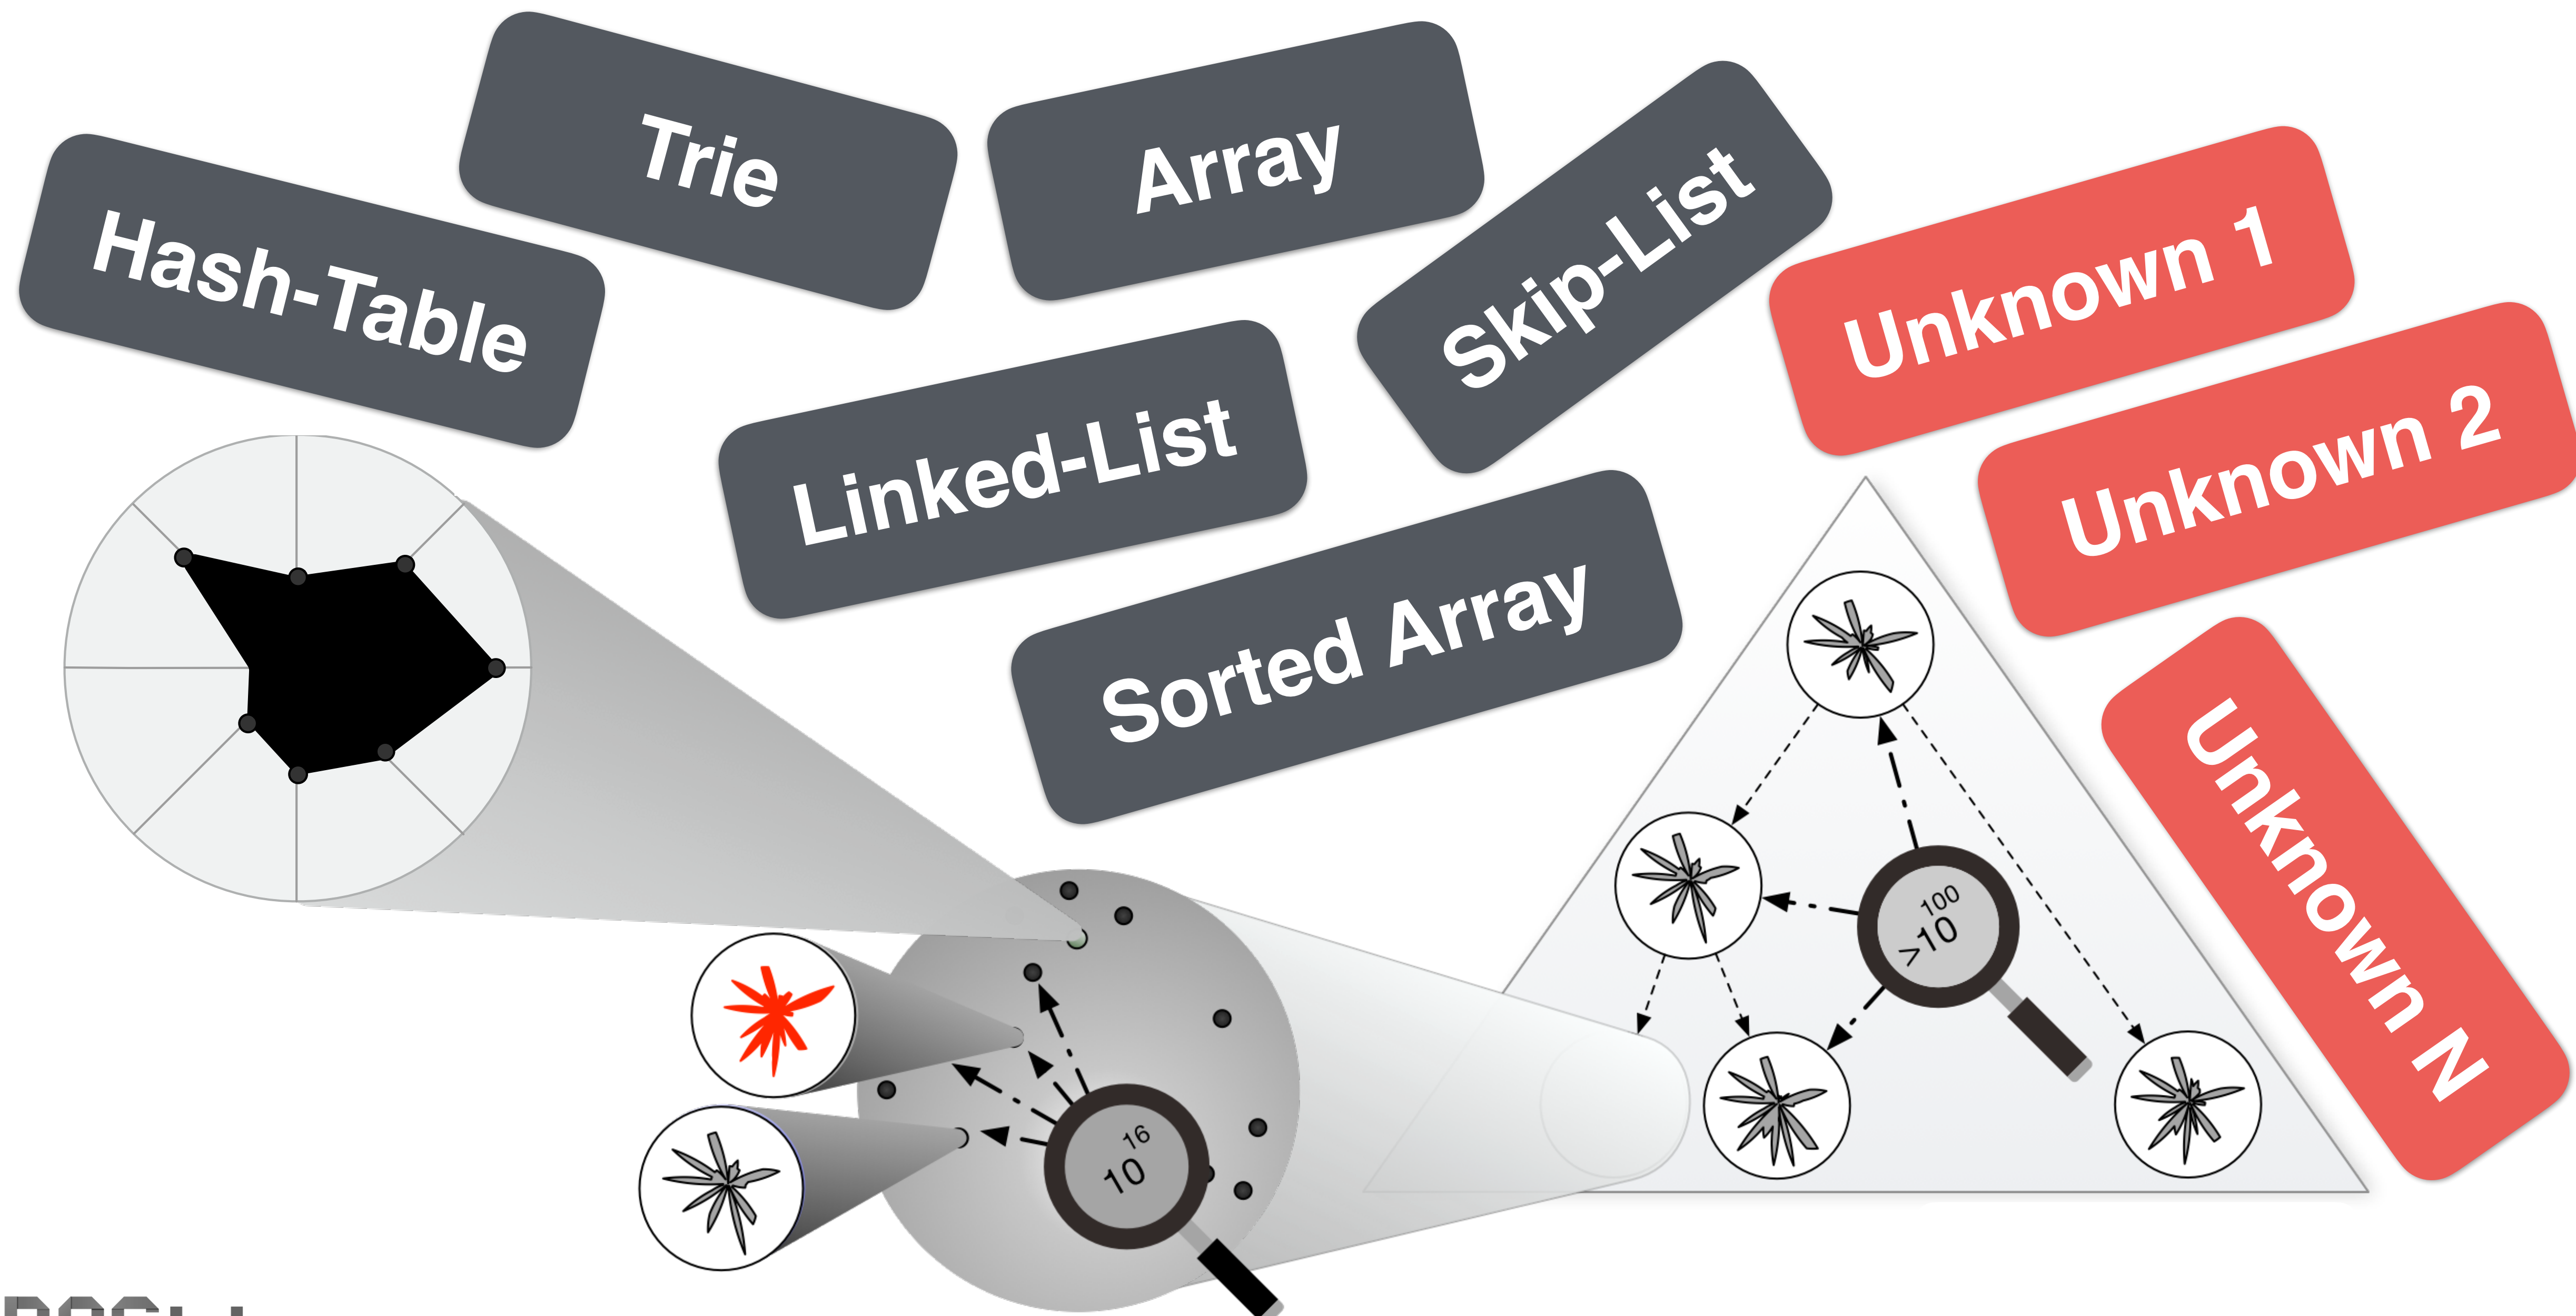 Trie
Array
Hash-Table
Skip-List
Unknown 1
Linked-List
Unknown 2
Sorted Array
Unknown N
>10^100
10^16